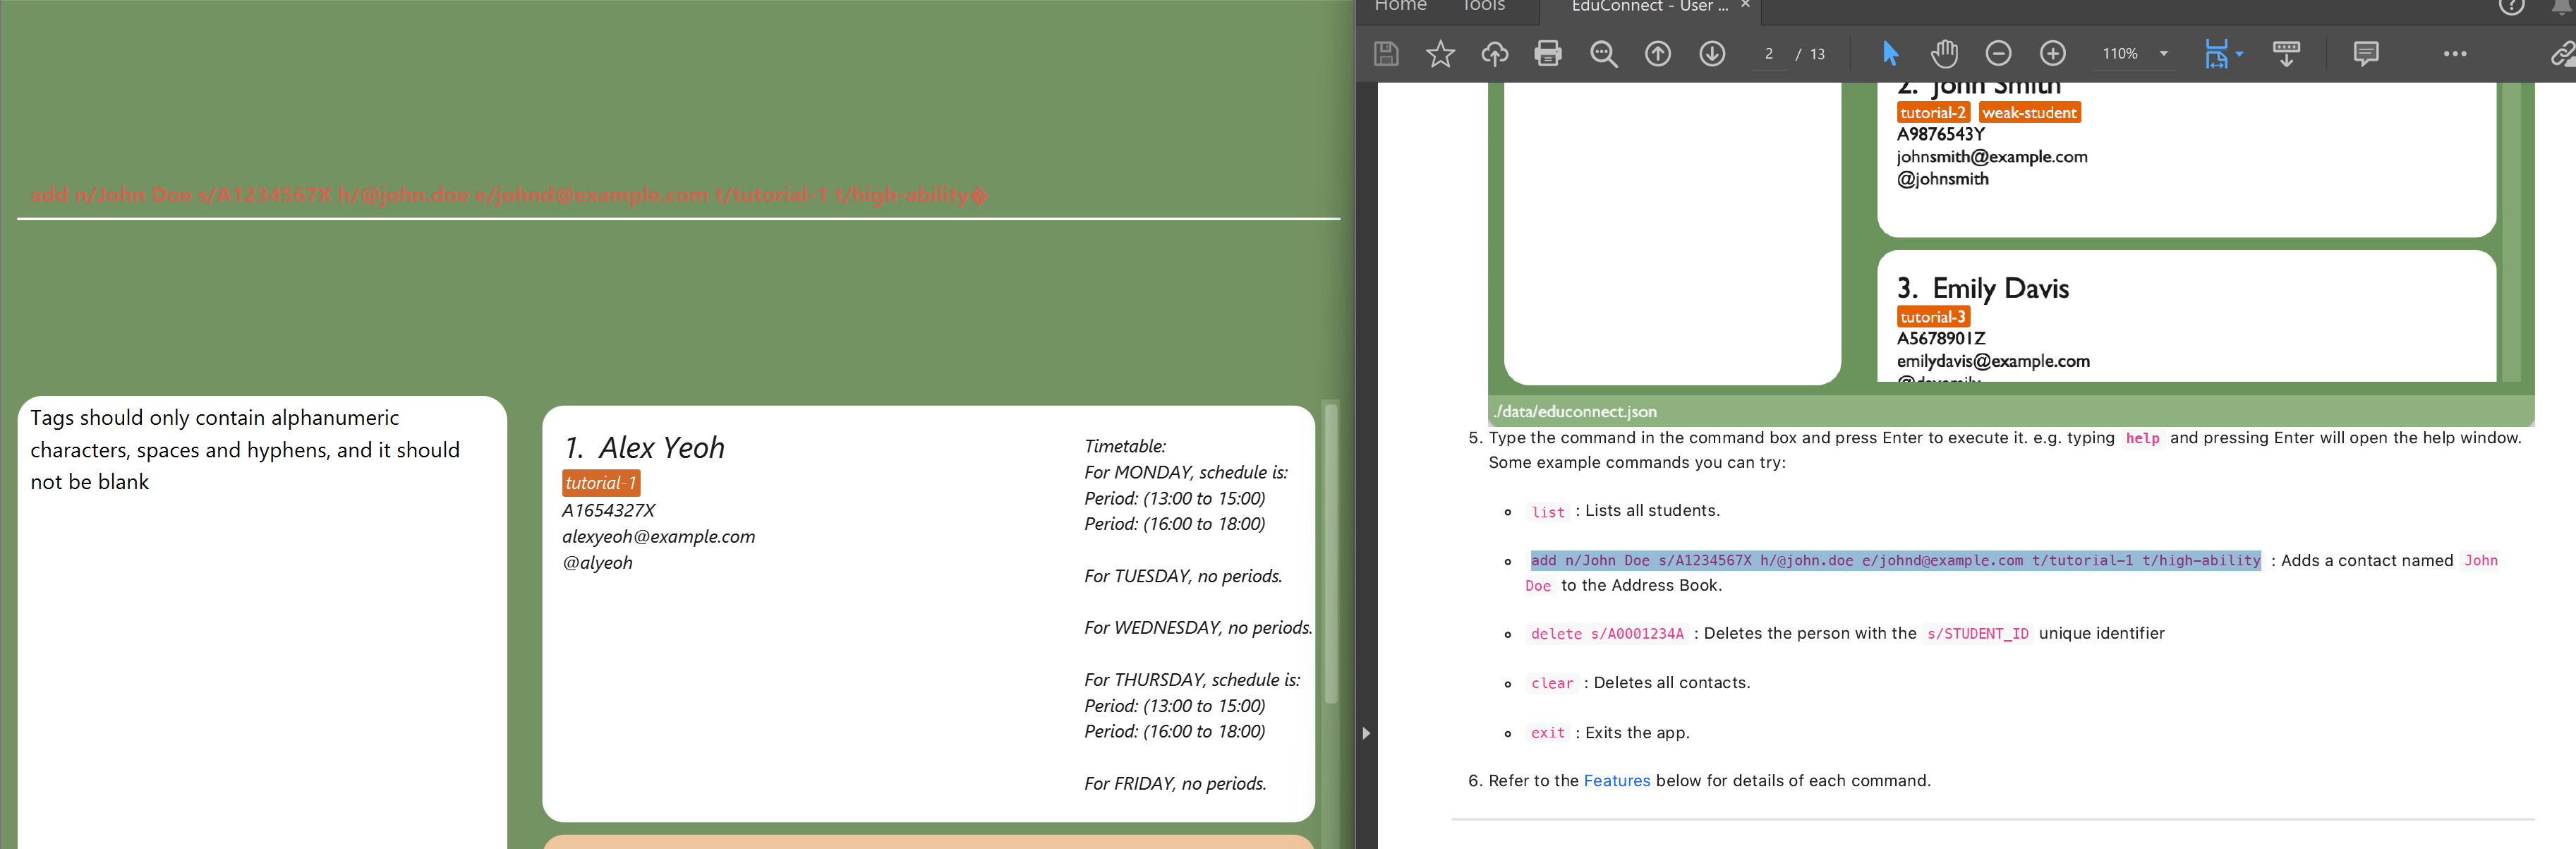 add n/John Doe s/A1234567X h/@john.doe e/johnd@example.com t/tutorial-1 t/high-ability�
Tags should only contain alphanumeric
characters, spaces and hyphens, and it should
not be blank
1. Alex Yeoh
tutorial-1
A1654327X
alexyeoh@example.com
@alyeoh
Timetable:
For MONDAY, schedule is:
Period: (13:00 to 15:00)
Period: (16:00 to 18:00)
For TUESDAY, no periods.
For WEDNESDAY, no periods.
For THURSDAY, schedule is:
Period: (13:00 to 15:00)
Period: (16:00 to 18:00)
For FRIDAY, no periods.
Home Tools EduConnect - User ... ×
2 / 13 110%
2. John Smith
tutorial-2 weak-student
A9876543Y
johnsmith@example.com
@johnsmith
3. Emily Davis
tutorial-3
A5678901Z
emilydavis@example.com
./data/educonnect.json
5. Type the command in the command box and press Enter to execute it. e.g. typing help and pressing Enter will open the help window.
Some example commands you can try:
list : Lists all students.
add n/John Doe s/A1234567X h/@john.doe e/johnd@example.com t/tutorial-1 t/high-ability : Adds a contact named John
Doe to the Address Book.
delete s/A0001234A : Deletes the person with the s/STUDENT_ID unique identifier
clear : Deletes all contacts.
exit : Exits the app.
6. Refer to the Features below for details of each command.